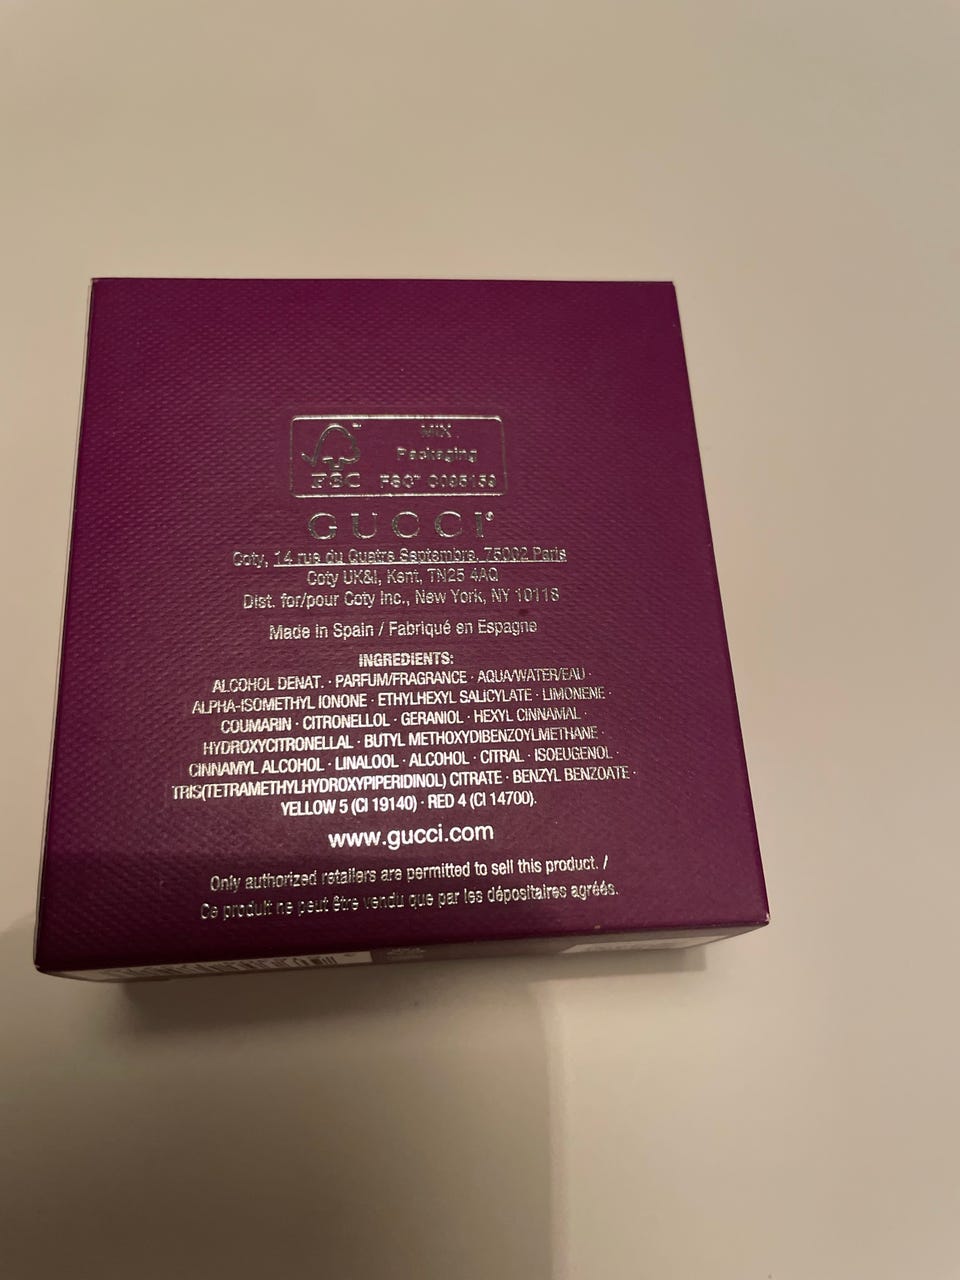 MIX
Packaging
FSC™ C095159
FSC
GUCCI®
Coty, 14 rue du Quatre Septembre, 75002 Paris
Coty UK&I, Kent, TN25 4AQ
Dist. for/pour Coty Inc., New York, NY 10118
Made in Spain / Fabriqué en Espagne
INGREDIENTS:
ALCOHOL DENAT. · PARFUM/FRAGRANCE · AQUA/WATER/EAU ·
ALPHA-ISOMETHYL IONONE · ETHYLHEXYL SALICYLATE · LIMONENE ·
COUMARIN · CITRONELLOL · GERANIOL · HEXYL CINNAMAL ·
HYDROXYCITRONELLAL · BUTYL METHOXYDIBENZOYLMETHANE ·
CINNAMYL ALCOHOL · LINALOOL · ALCOHOL · CITRAL · ISOEUGENOL ·
TRIS(TETRAMETHYLHYDROXYPIPERIDINOL) CITRATE · BENZYL BENZOATE ·
YELLOW 5 (CI 19140) · RED 4 (CI 14700).
www.gucci.com
Only authorized retailers are permitted to sell this product. /
Ce produit ne peut être vendu que par les dépositaires agréés.